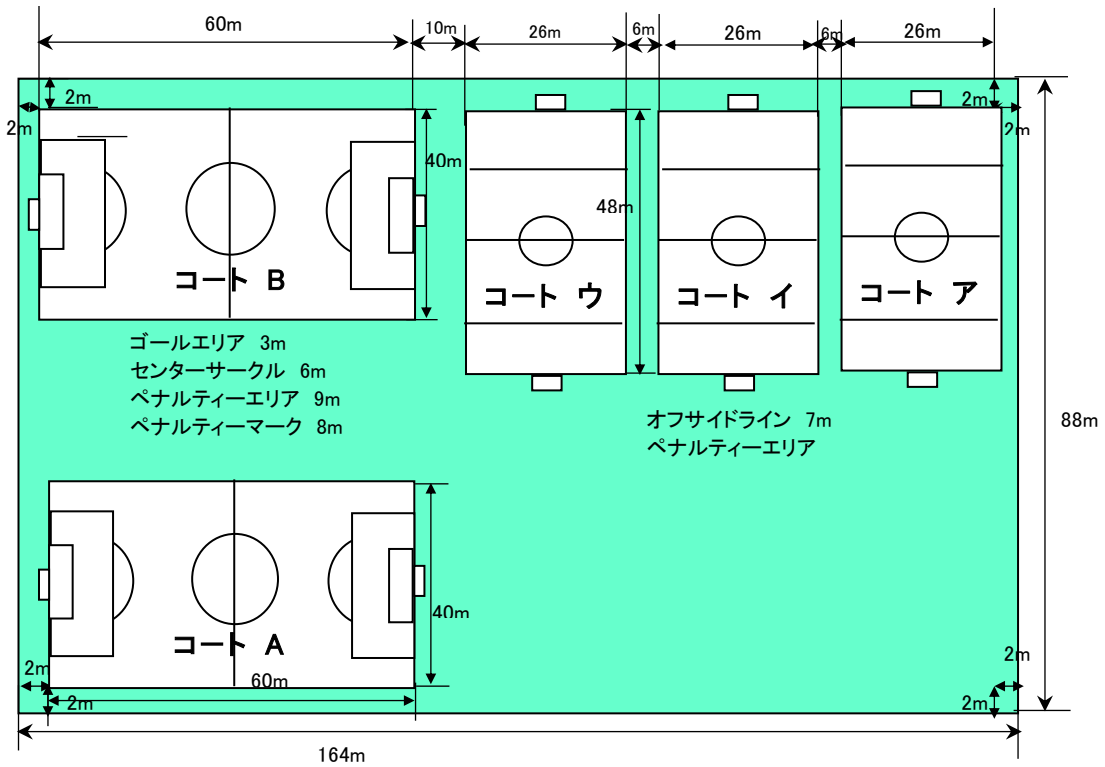 60m
10m
26m
6m
26m
6m
26m
2m
2m
2m
2m
40m
48m
コート B
コート ウ
コート イ
コート ア
ゴールエリア 3m
センターサークル 6m
ペナルティーエリア 9m
ペナルティーマーク 8m
オフサイドライン 7m
ペナルティーエリア
88m
40m
コート A
2m
60m
2m
2m
2m
164m